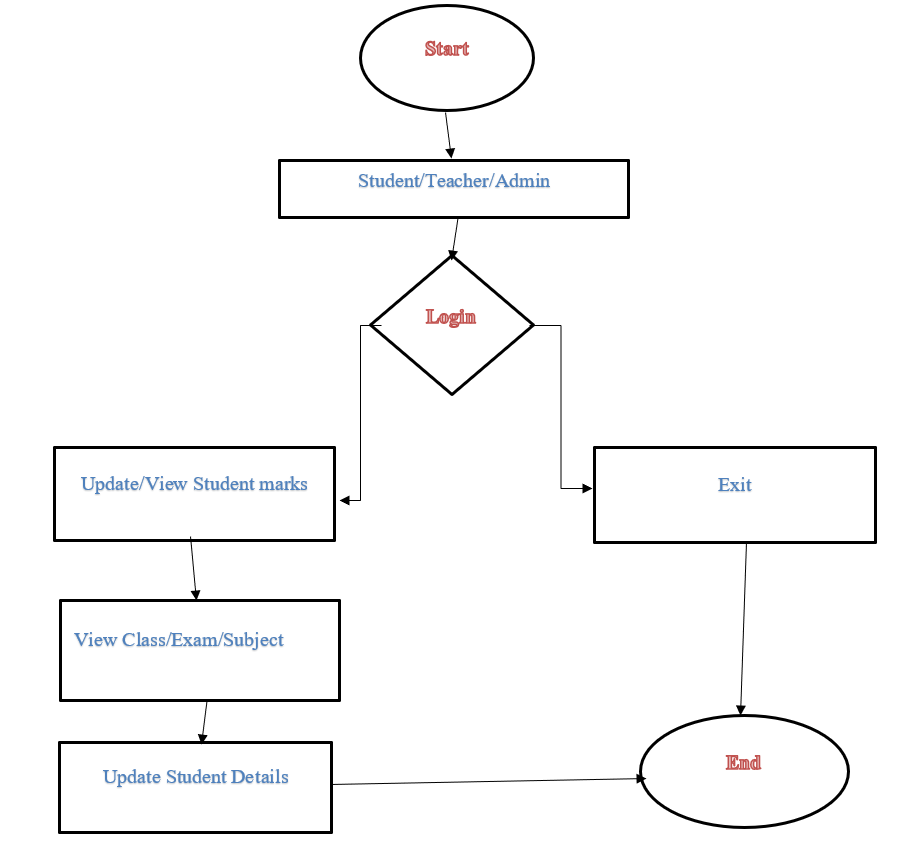 Start
Student/Teacher/Admin
Login
Update/View Student marks
Exit
View Class/Exam/Subject
Update Student Details
End